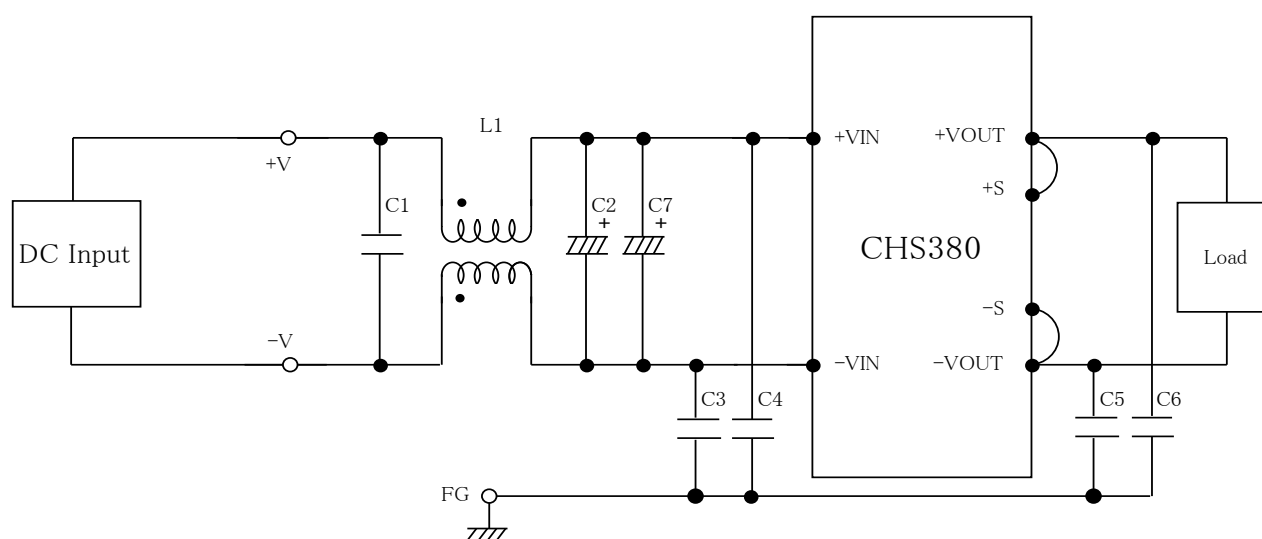 L1
+VIN
+VOUT
+V
+S
C1
C2
+
C7
+
DC Input
CHS380
Load
-S
-V
-VIN
-VOUT
C3
C4
C5
C6
FG